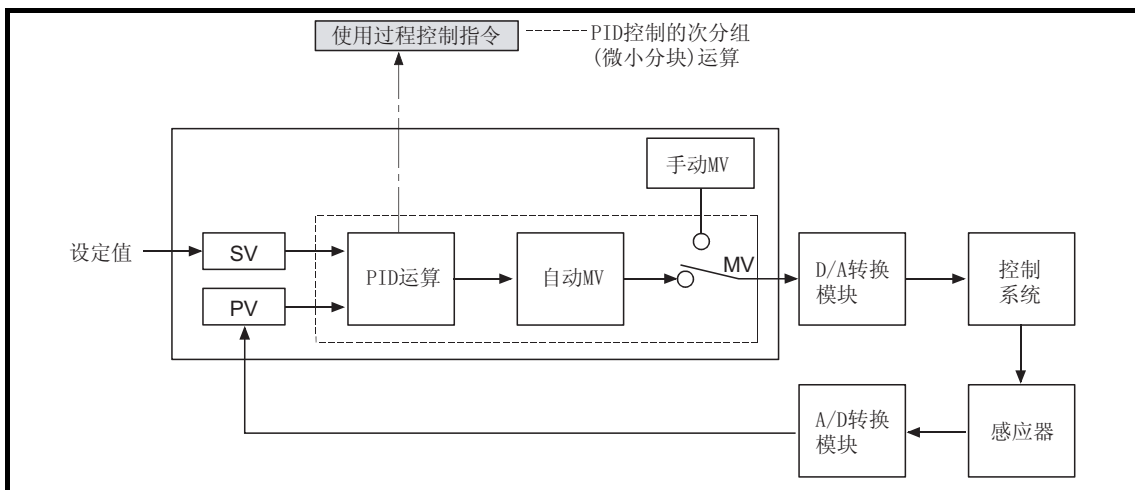 使用过程控制指令
PID控制的次分组
(微小分块)运算
手动MV
设定值
SV
PV
PID运算
自动MV
MV
D/A转换
模块
控制
系统
A/D转换
模块
感应器